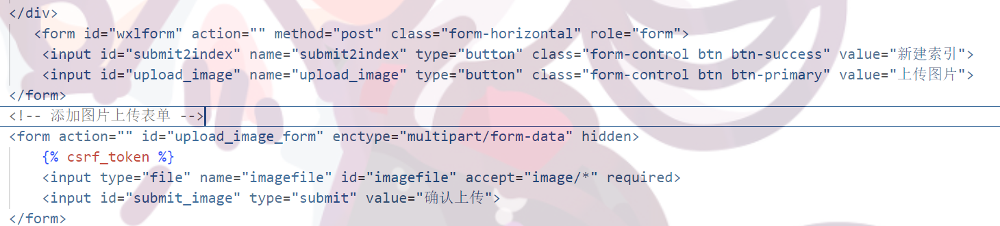 </div>
<form id="wxlform" action="" method="post" class="form-horizontal" role="form">
<input id="submit2index" name="submit2index" type="button" class="form-control btn btn-success" value="新建索引">
<input id="upload_image" name="upload_image" type="button" class="form-control btn btn-primary" value="上传图片">
</form>
<!-- 添加图片上传表单 -->
<form action="" id="upload_image_form" enctype="multipart/form-data" hidden>
{% csrf_token %}
<input type="file" name="imagefile" id="imagefile" accept="image/*" required>
<input id="submit_image" type="submit" value="确认上传">
</form>